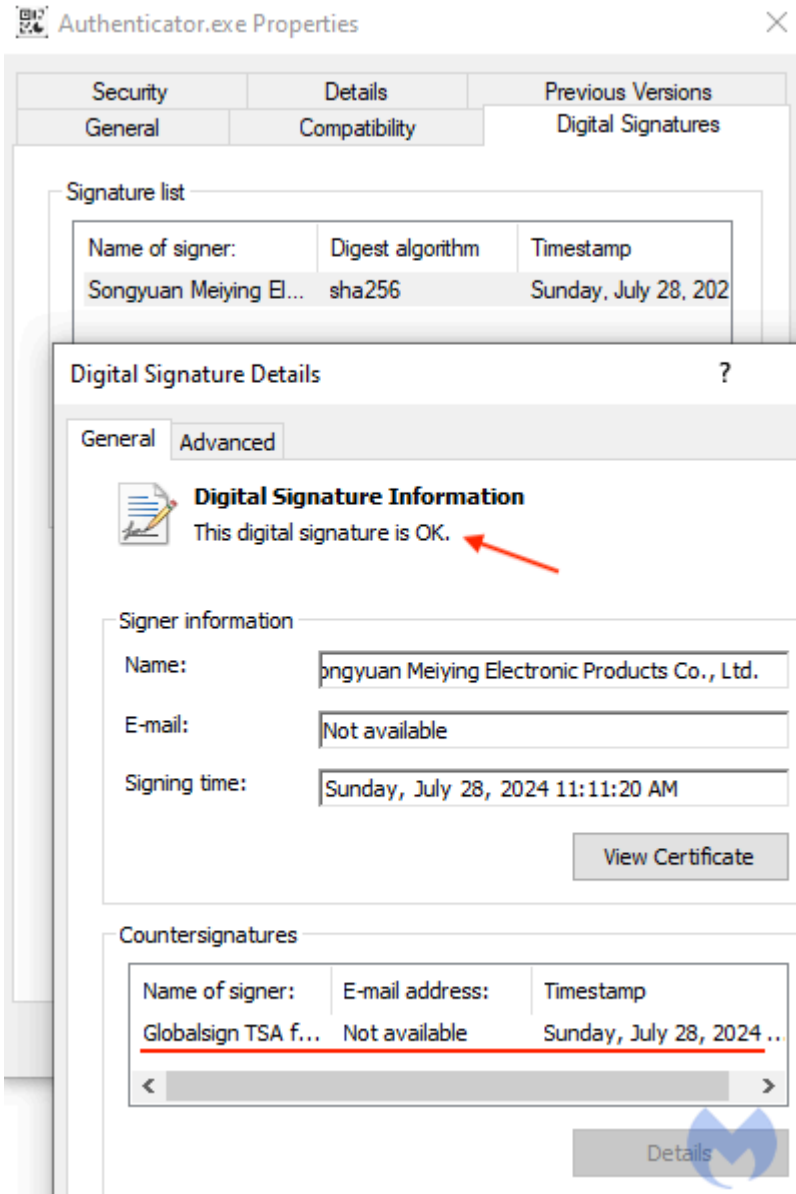 Authenticator.exe Properties
Security Details Previous Versions
General Compatibility Digital Signatures
Signature list
Name of signer: Digest algorithm Timestamp
Songyuan Meiying El... sha256 Sunday, July 28, 202
Digital Signature Details ?
General Advanced
Digital Signature Information
This digital signature is OK.
Signer information
Name: ongyuan Meiying Electronic Products Co., Ltd.
E-mail: Not available
Signing time: Sunday, July 28, 2024 11:11:20 AM
View Certificate
Countersignatures
Name of signer: E-mail address: Timestamp
Globalsign TSA f... Not available Sunday, July 28, 2024 ...
Details